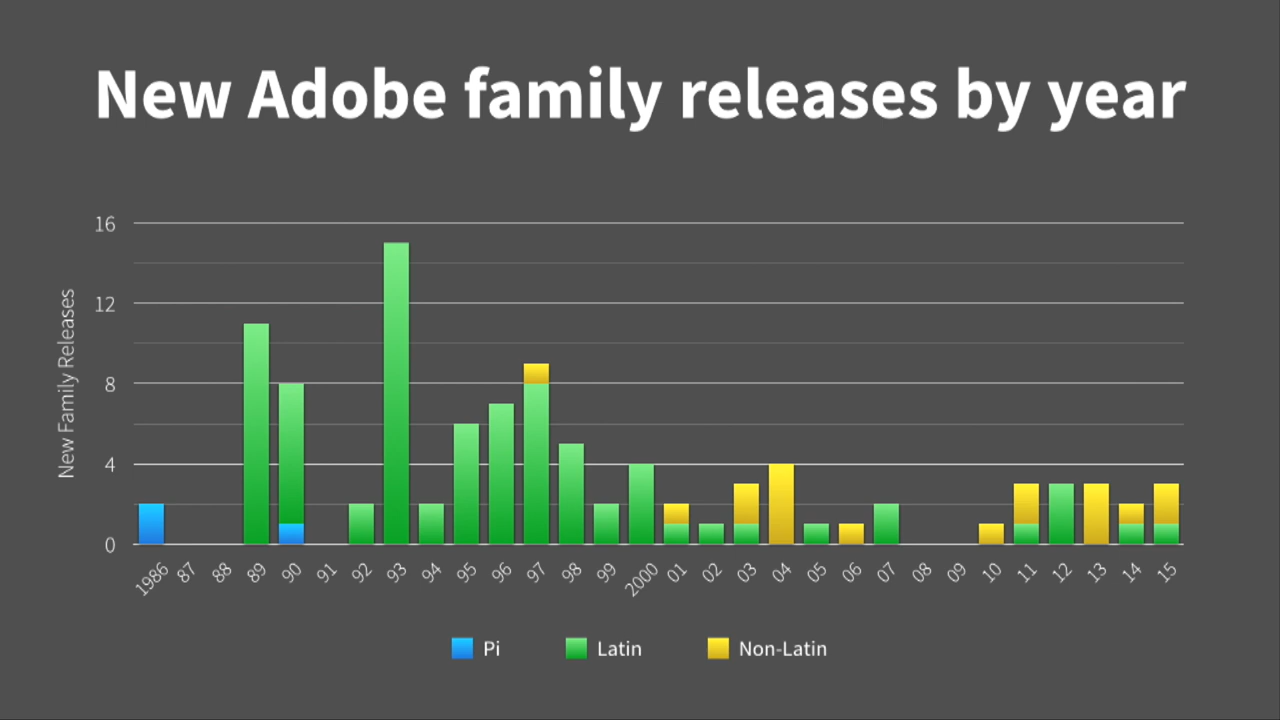 New Adobe family releases by year
New Family Releases
16
12
8
4
0
1986 87 88 89 90 91 92 93 94 95 96 97 98 99 2000 01 02 03 04 05 06 07 08 09 10 11 12 13 14 15
Pi Latin Non-Latin